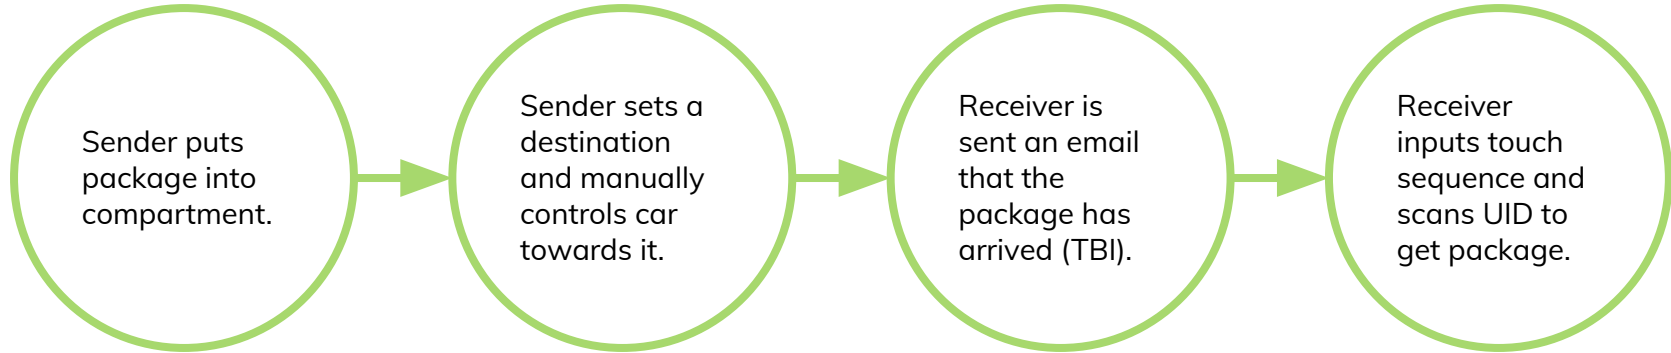 Sender puts
package into
compartment.
Sender sets a
destination
and manually
controls car
towards it.
Receiver is
sent an email
that the
package has
arrived (TBI).
Receiver
inputs touch
sequence and
scans UID to
get package.